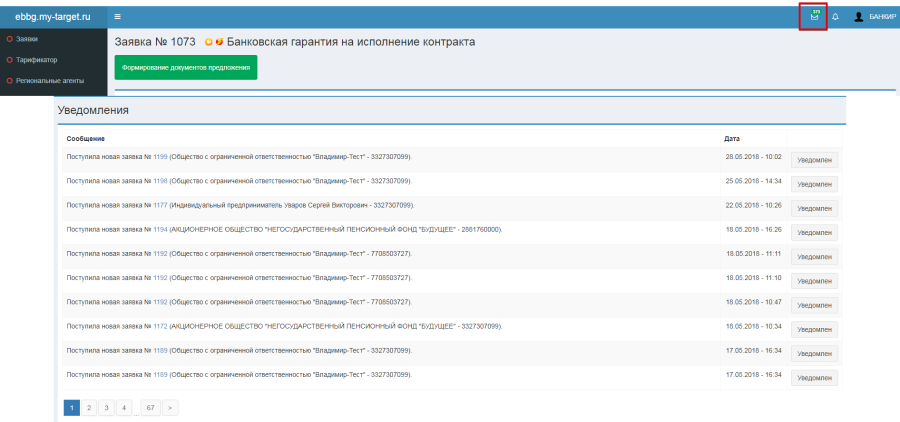 ebbg.my-target.ru
БАНКИР
Заявки
Тарификатор
Региональные агенты
Заявка № 1073 Банковская гарантия на исполнение контракта
Формирование документов предложения
Уведомления
Сообщение Дата
Поступила новая заявка № 1199 (Общество с ограниченной ответственностью "Владимир-Тест" - 3327307099). 28.05.2018 - 10:02 Уведомлен
Поступила новая заявка № 1198 (Общество с ограниченной ответственностью "Владимир-Тест" - 3327307099). 25.05.2018 - 14:34 Уведомлен
Поступила новая заявка № 1177 (Индивидуальный предприниматель Уваров Сергей Викторович - 3327307099). 22.05.2018 - 10:26 Уведомлен
Поступила новая заявка № 1194 (АКЦИОНЕРНОЕ ОБЩЕСТВО "НЕГОСУДАРСТВЕННЫЙ ПЕНСИОННЫЙ ФОНД "БУДУЩЕЕ" - 2881760000). 18.05.2018 - 16:26 Уведомлен
Поступила новая заявка № 1192 (Общество с ограниченной ответственностью "Владимир-Тест" - 7708503727). 18.05.2018 - 11:11 Уведомлен
Поступила новая заявка № 1192 (Общество с ограниченной ответственностью "Владимир-Тест" - 7708503727). 18.05.2018 - 11:10 Уведомлен
Поступила новая заявка № 1192 (Общество с ограниченной ответственностью "Владимир-Тест" - 7708503727). 18.05.2018 - 10:47 Уведомлен
Поступила новая заявка № 1172 (АКЦИОНЕРНОЕ ОБЩЕСТВО "НЕГОСУДАРСТВЕННЫЙ ПЕНСИОННЫЙ ФОНД "БУДУЩЕЕ" - 3327307099). 18.05.2018 - 10:34 Уведомлен
Поступила новая заявка № 1189 (Общество с ограниченной ответственностью "Владимир-Тест" - 3327307099). 17.05.2018 - 16:34 Уведомлен
Поступила новая заявка № 1189 (Общество с ограниченной ответственностью "Владимир-Тест" - 3327307099). 17.05.2018 - 16:34 Уведомлен
1 2 3 4 ... 67 >